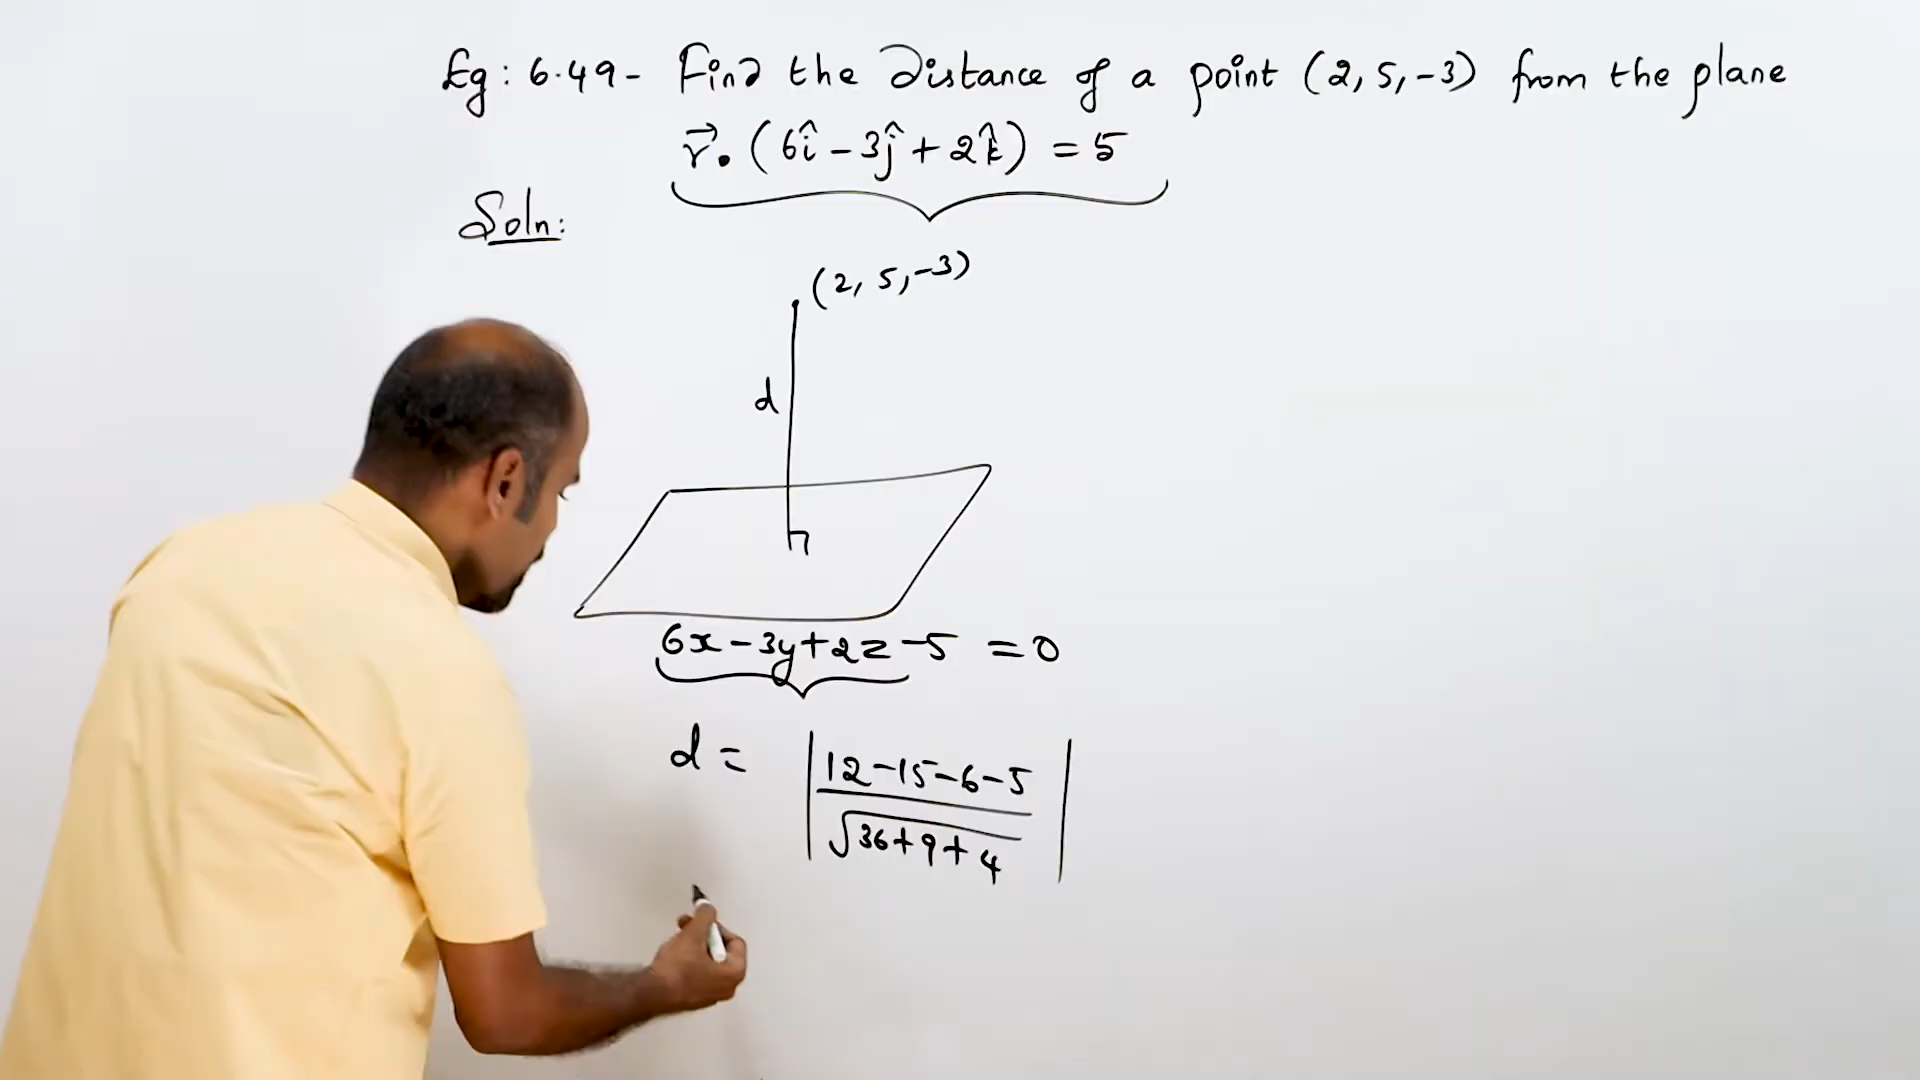 Eg: 6.49- Find the distance of a point (2, 5, -3) from the plane
r⃗. (6î - 3ĵ + 2k̂) = 5
Soln:
(2, 5, -3)
d
6x - 3y + 2z - 5 = 0
d = | 12-15-6-5 |
√36+9+4